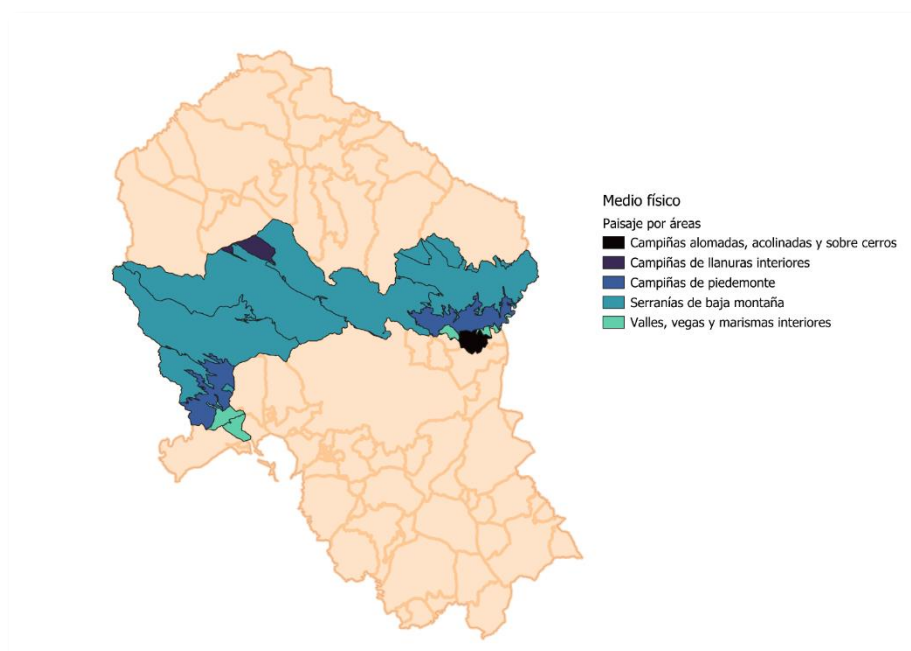 Medio físico
Paisaje por áreas
Campiñas alomadas, acolinadas y sobre cerros
Campiñas de llanuras interiores
Campiñas de piedemonte
Serranías de baja montaña
Valles, vegas y marismas interiores